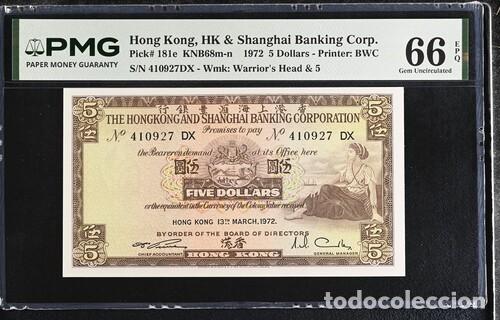 PMG
PAPER MONEY GUARANTY
Hong Kong, HK & Shanghai Banking Corp.
Pick# 181e KNB68m-n 1972 5 Dollars - Printer: BWC
S/N 410927DX - Wmk: Warrior's Head & 5
66 EPQ
Gem Uncirculated
行銀豐滙海上港香
5 5
THE HONGKONG AND SHANGHAI BANKING CORPORATION
Promises to pay
No 410927 DX No 410927 DX
the Bearer on demand at its Office here
伍 圓伍 圓伍 伍
FIVE DOLLARS
or the equivalent in the Currency of the Colony Value received
HONG KONG 13TH MARCH, 1972.
BY ORDER OF THE BOARD OF DIRECTORS
港香
CHIEF ACCOUNTANT GENERAL MANAGER
5 HONG KONG 5
todocoleccion